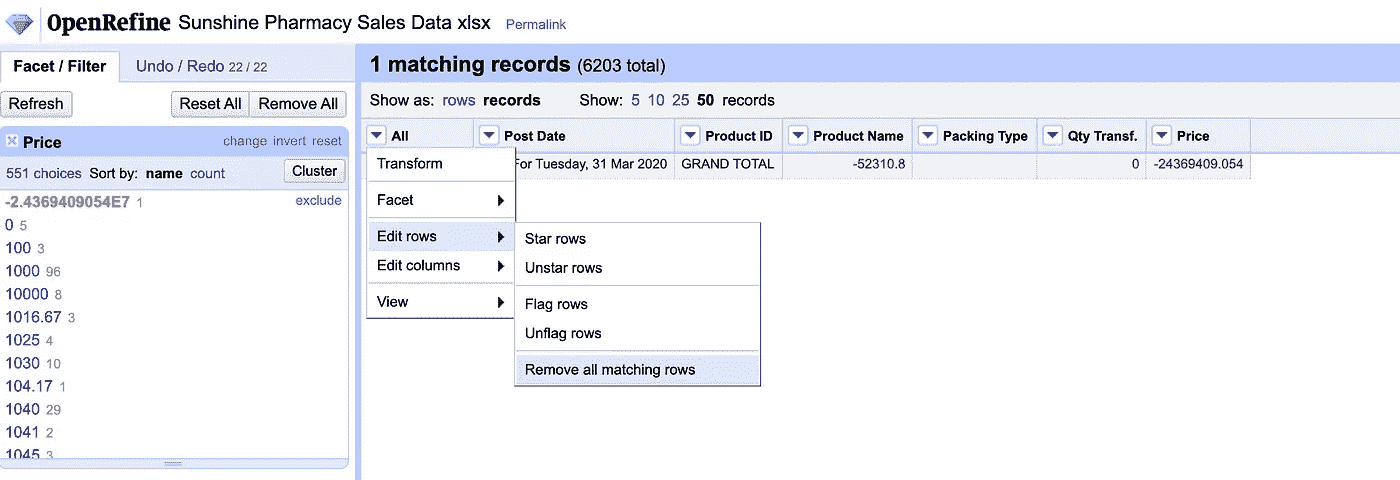 OpenRefine Sunshine Pharmacy Sales Data xlsx Permalink
Facet / Filter Undo / Redo 22 / 22
Refresh Reset All Remove All
Price change invert reset
551 choices Sort by: name count Cluster
-2.4369409054E7 1 exclude
0 5
100 3
1000 96
10000 8
1016.67 3
1025 4
1030 10
104.17 1
1040 29
1041 2
1045 3
1 matching records (6203 total)
Show as: rows records Show: 5 10 25 50 records
All Post Date Product ID Product Name Packing Type Qty Transf. Price
For Tuesday, 31 Mar 2020 GRAND TOTAL -52310.8 0 -24369409.054
Transform
Facet
Edit rows
Edit columns
View
Star rows
Unstar rows
Flag rows
Unflag rows
Remove all matching rows